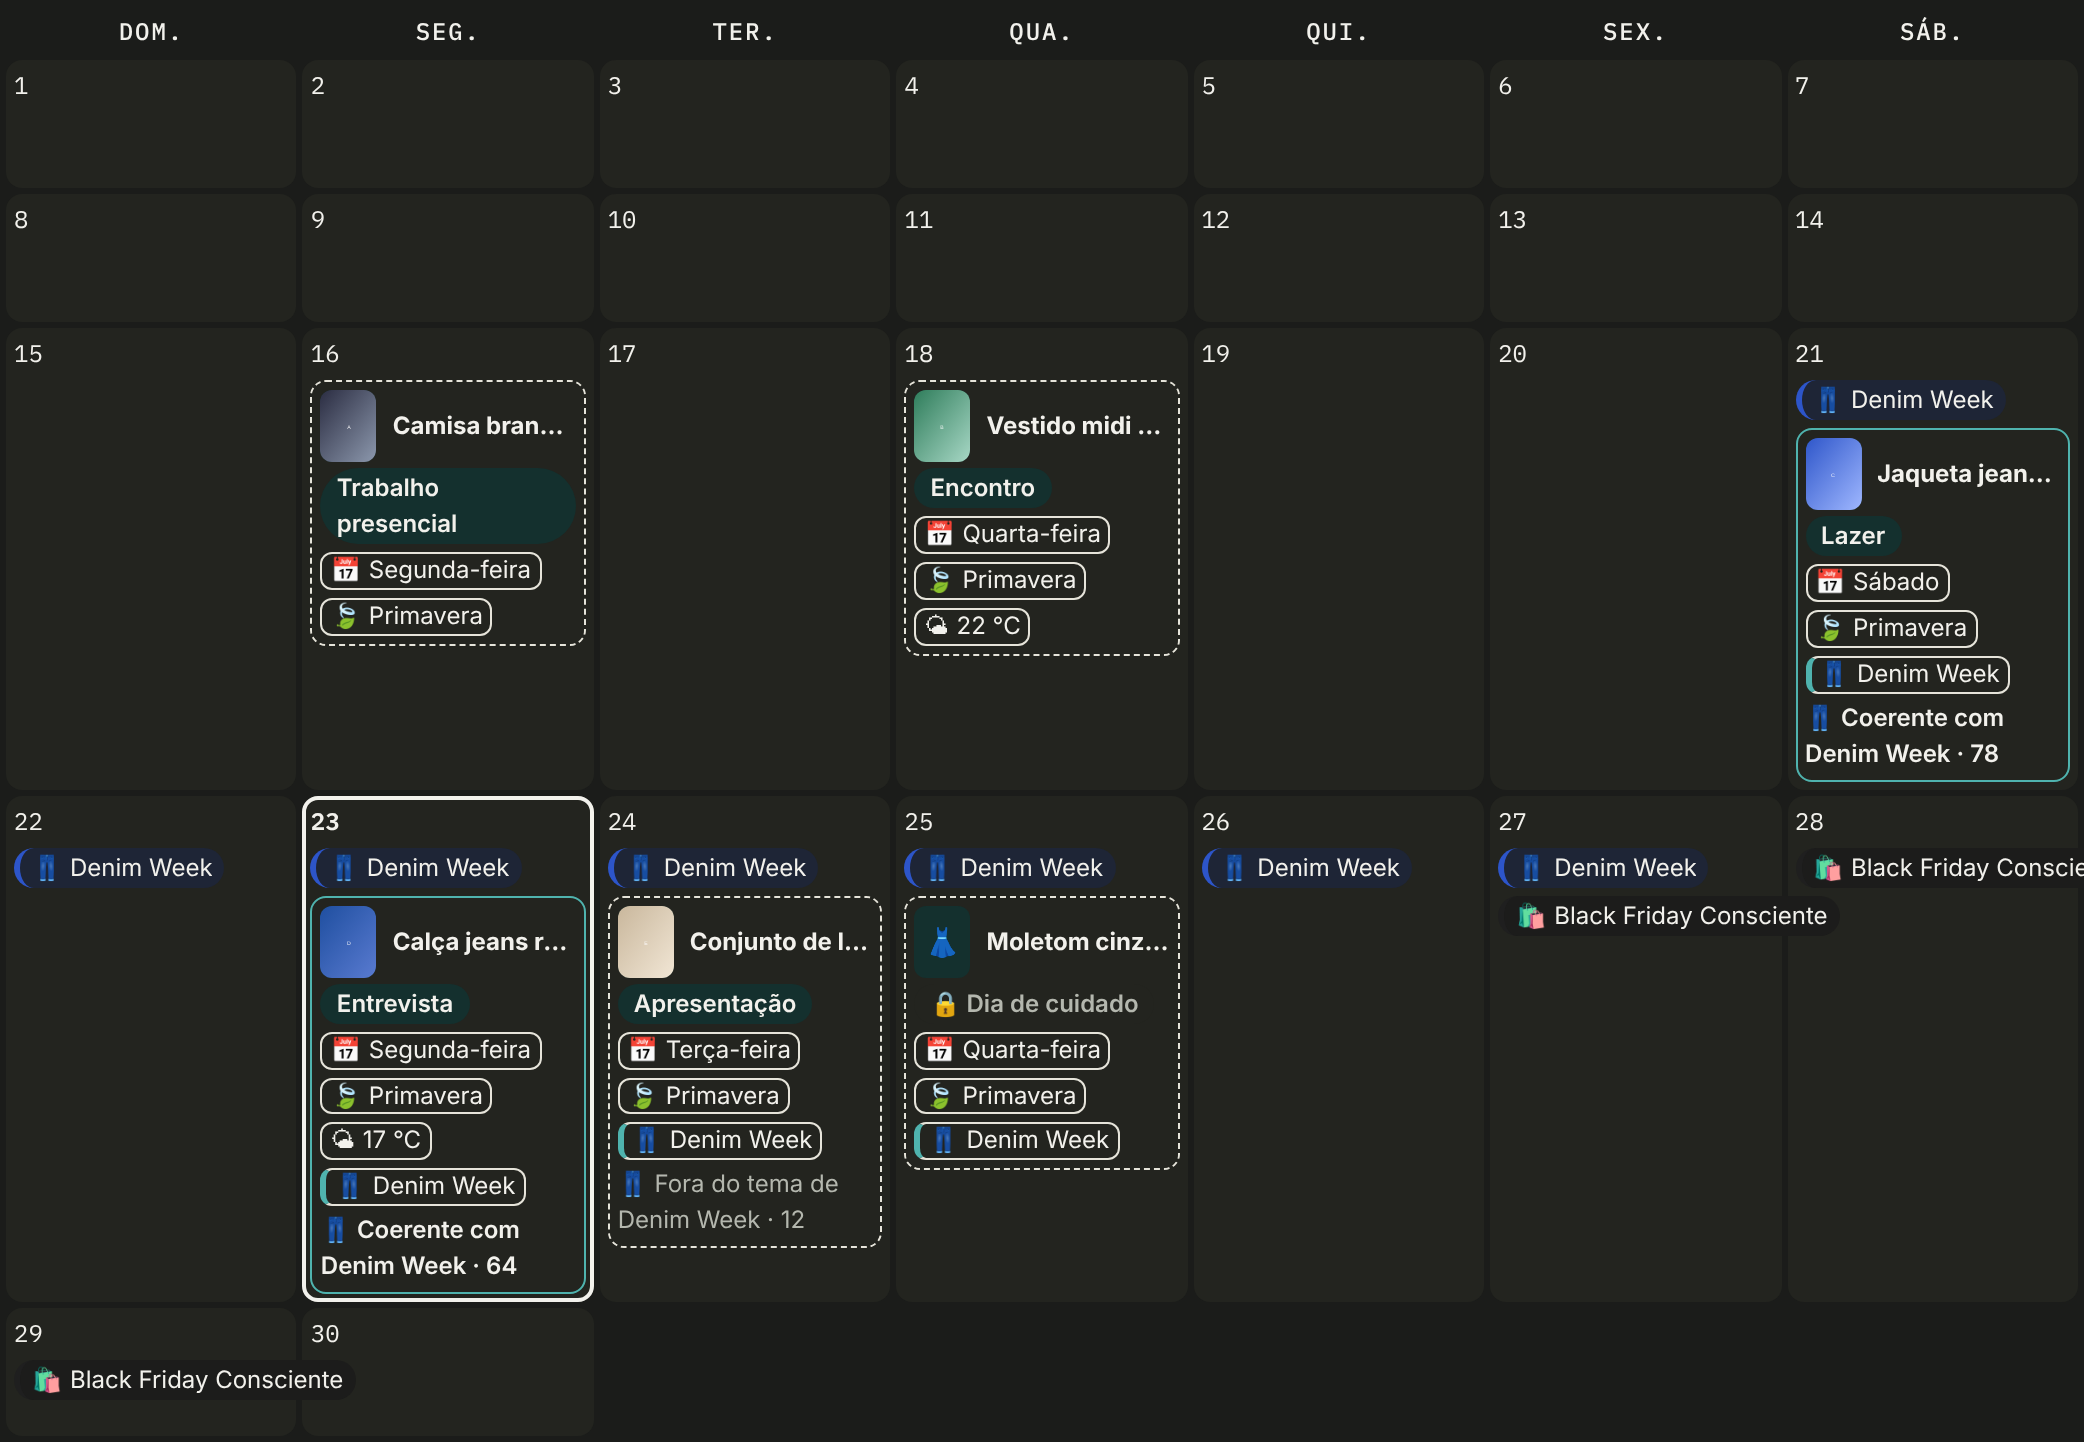 DOM. SEG. TER. QUA. QUI. SEX. SÁB.
1 2 3 4 5 6 7
8 9 10 11 12 13 14
15
16
Camisa bran...
Trabalho
presencial
Segunda-feira
Primavera
17
18
Vestido midi ...
Encontro
Quarta-feira
Primavera
22 °C
19
20
21
Denim Week
Jaqueta jean...
Lazer
Sábado
Primavera
Denim Week
Coerente com
Denim Week · 78
22
Denim Week
23
Denim Week
Calça jeans r...
Entrevista
Segunda-feira
Primavera
17 °C
Denim Week
Coerente com
Denim Week · 64
24
Denim Week
Conjunto de l...
Apresentação
Terça-feira
Primavera
Denim Week
Fora do tema de
Denim Week · 12
25
Denim Week
Moletom cinz...
Dia de cuidado
Quarta-feira
Primavera
Denim Week
26
Denim Week
27
Denim Week
Black Friday Consciente
28
Black Friday Conscie
29
Black Friday Consciente
30